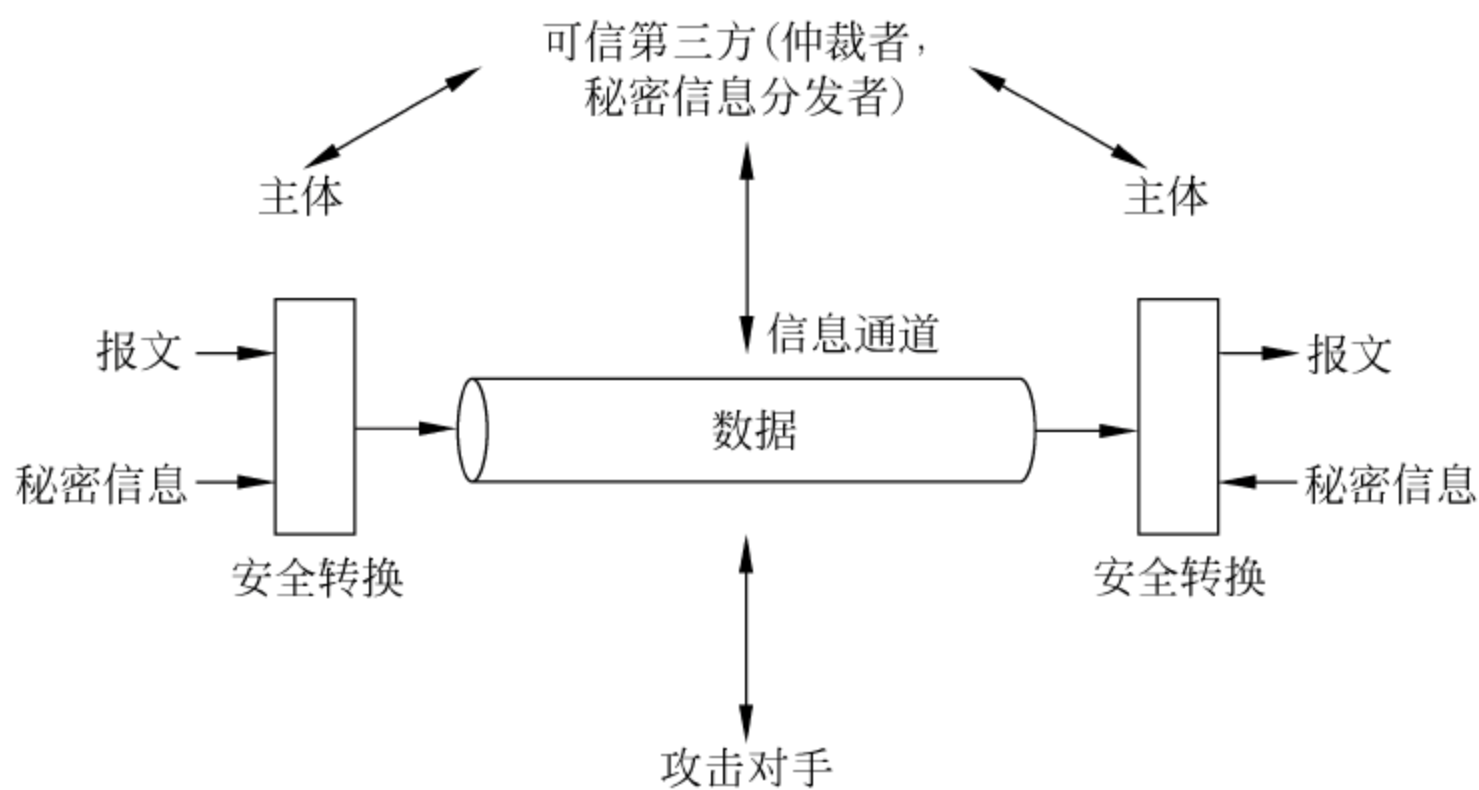 可信第三方(仲裁者，
秘密信息分发者)
主体
主体
信息通道
报文
报文
数据
秘密信息
秘密信息
安全转换
安全转换
攻击对手